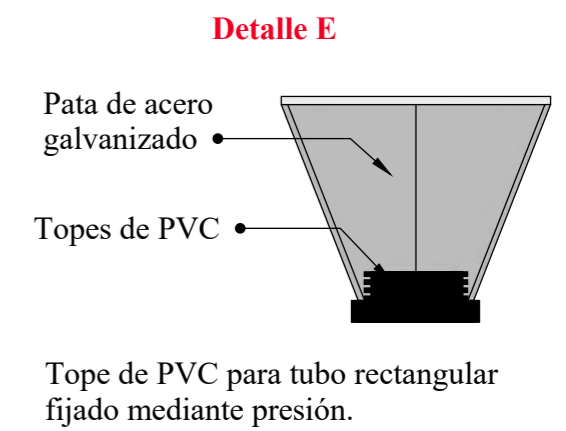 Detalle E
Pata de acero
galvanizado
Topes de PVC
Tope de PVC para tubo rectangular
fijado mediante presión.